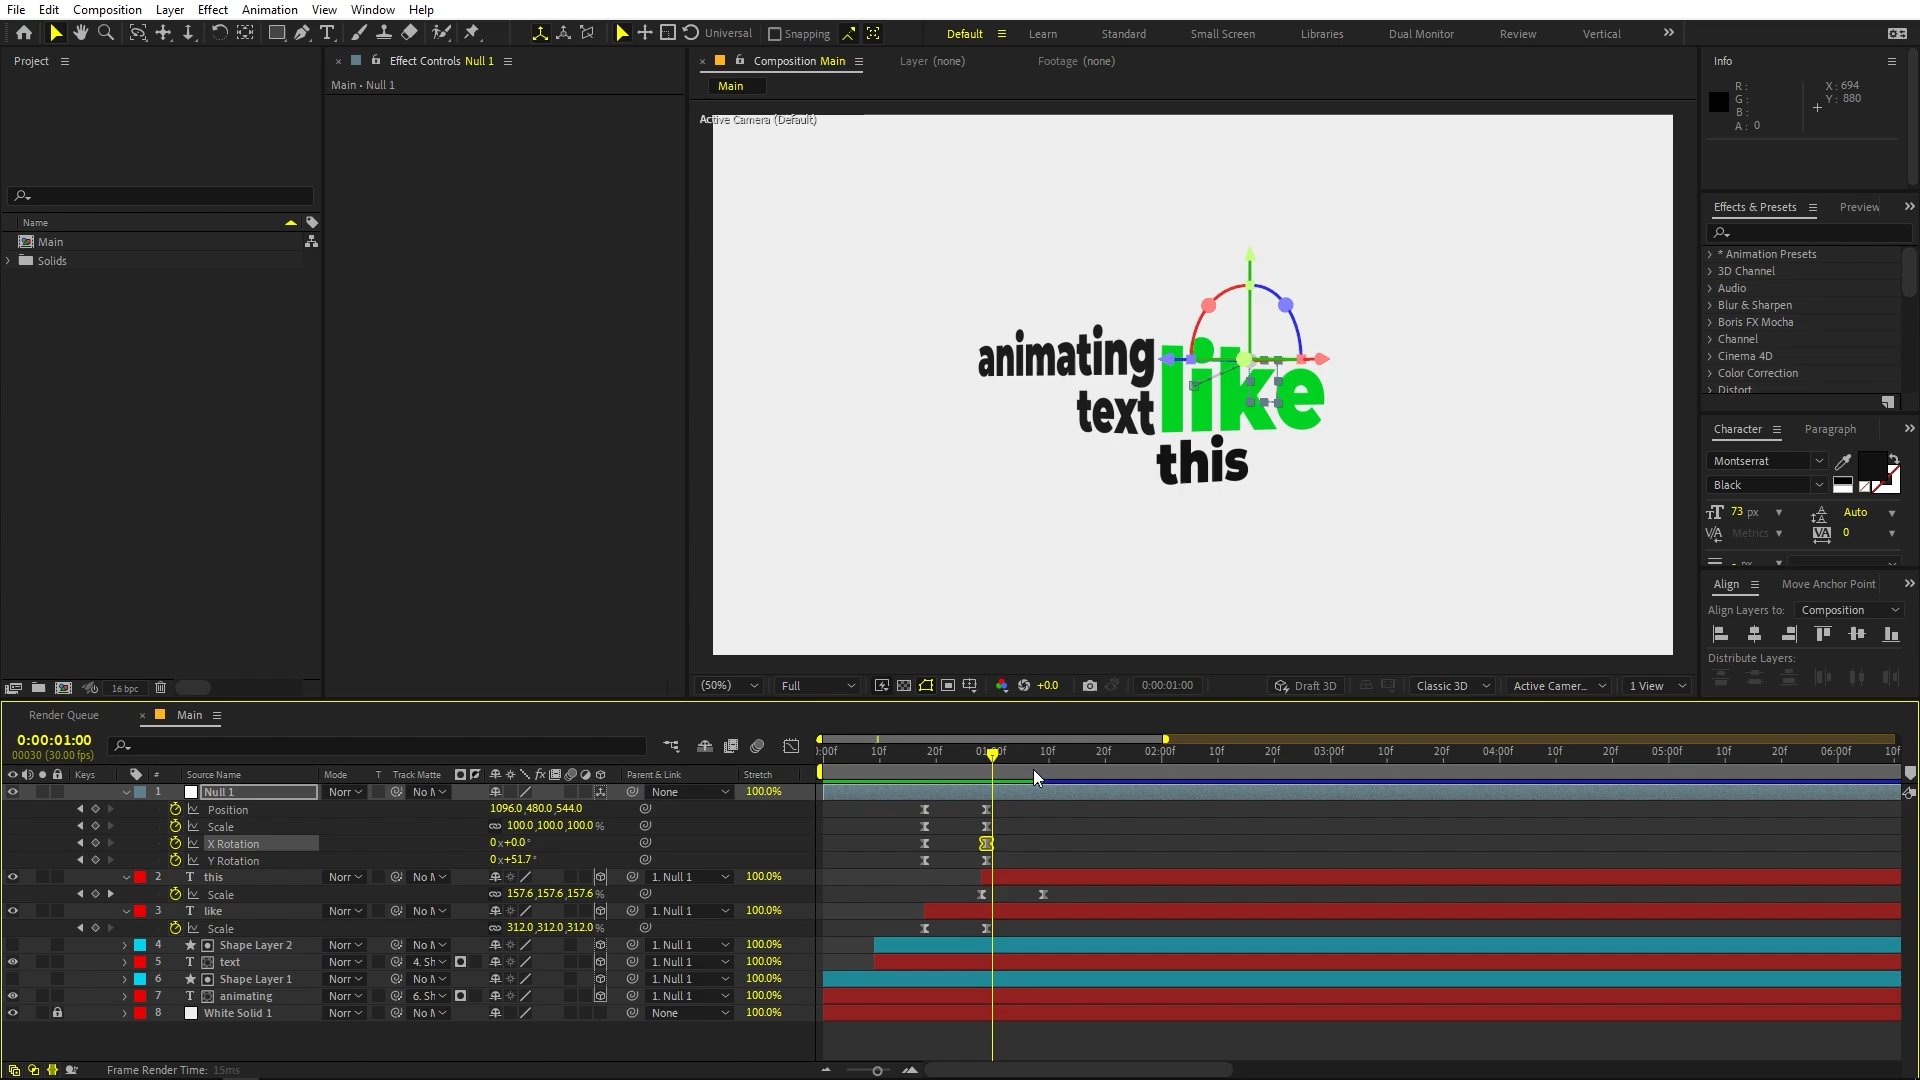 File Edit Composition Layer Effect Animation View Window Help
Universal Snapping Default Learn Standard Small Screen Libraries Dual Monitor Review Vertical
Project
Effect Controls Null 1
Main • Null 1
Composition Main
Layer (none)
Footage (none)
Main
Active Camera (Default)
animating
text
like
this
Info
R :
G :
B :
A : 0
X : 694
Y : 880
Name
Main
Solids
16 bpc
Effects & Presets
Preview
* Animation Presets
3D Channel
Audio
Blur & Sharpen
Boris FX Mocha
Channel
Cinema 4D
Color Correction
Distort
Character Paragraph
Montserrat
Black
73 px Auto
Metrics 0
px
Align Move Anchor Point
Align Layers to: Composition
Distribute Layers:
(50%) Full +0.0 0:00:01:00 Draft 3D Classic 3D Active Camer... 1 View
Render Queue Main
0:00:01:00
00030 (30.00 fps)
:00f 10f 20f 01:00f 10f 20f 02:00f 10f 20f 03:00f 10f 20f 04:00f 10f 20f 05:00f 10f 20f 06:00f 10f
Keys # Source Name Mode T Track Matte Parent & Link Stretch
1 Null 1 Norr No M None 100.0%
Position 1096.0,480.0,544.0
Scale 100.0,100.0,100.0 %
X Rotation 0x+0.0°
Y Rotation 0x+51.7°
2 T this Norr No M 1. Null 1 100.0%
Scale 157.6,157.6,157.6 %
3 T like Norr No M 1. Null 1 100.0%
Scale 312.0,312.0,312.0 %
4 Shape Layer 2 Norr No M 1. Null 1 100.0%
5 T text Norr 4. Sh 1. Null 1 100.0%
6 Shape Layer 1 Norr No M 1. Null 1 100.0%
7 T animating Norr 6. Sh 1. Null 1 100.0%
8 White Solid 1 Norr No M None 100.0%
Frame Render Time: 15ms